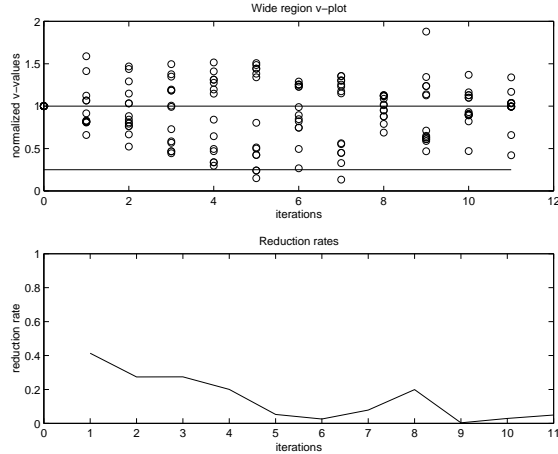 Wide region v-plot
normalized v-values
2
1.5
1
0.5
0
0 2 4 6 8 10 12
iterations
Reduction rates
reduction rate
1
0.8
0.6
0.4
0.2
0
0 1 2 3 4 5 6 7 8 9 10 11
iterations